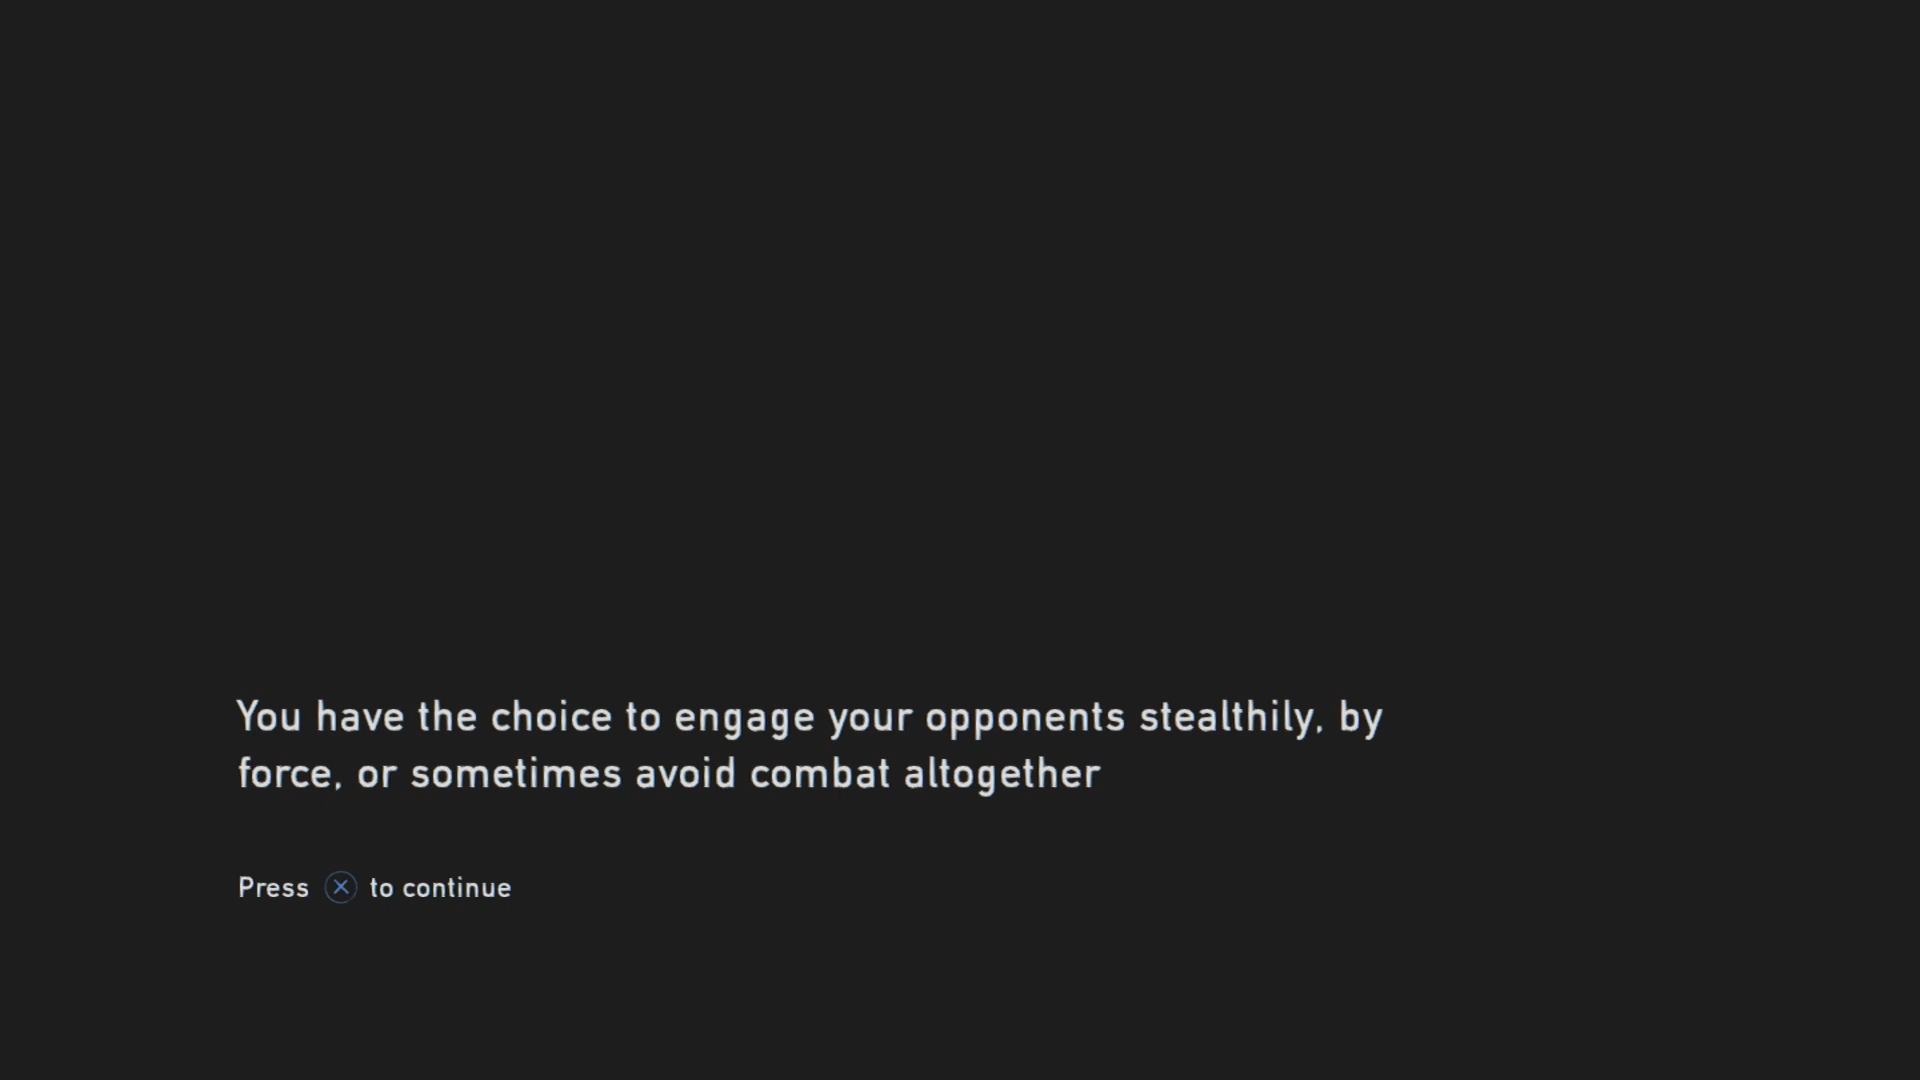 You have the choice to engage your opponents stealthily, by
force, or sometimes avoid combat altogether
Press ⓧ to continue